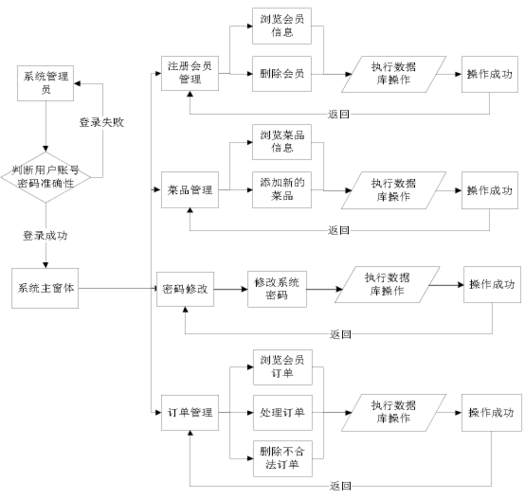 浏览会员
信息
注册会员
管理
删除会员
执行数据
库操作
操作成功
返回
系统管理
员
登录失败
判断用户账号
密码准确性
登录成功
系统主窗体
浏览菜品
信息
菜品管理
添加新的
菜品
执行数据
库操作
操作成功
返回
密码修改
修改系统
密码
执行数据
库操作
操作成功
返回
浏览会员
订单
订单管理
处理订单
删除不合
法订单
执行数据
库操作
操作成功
返回